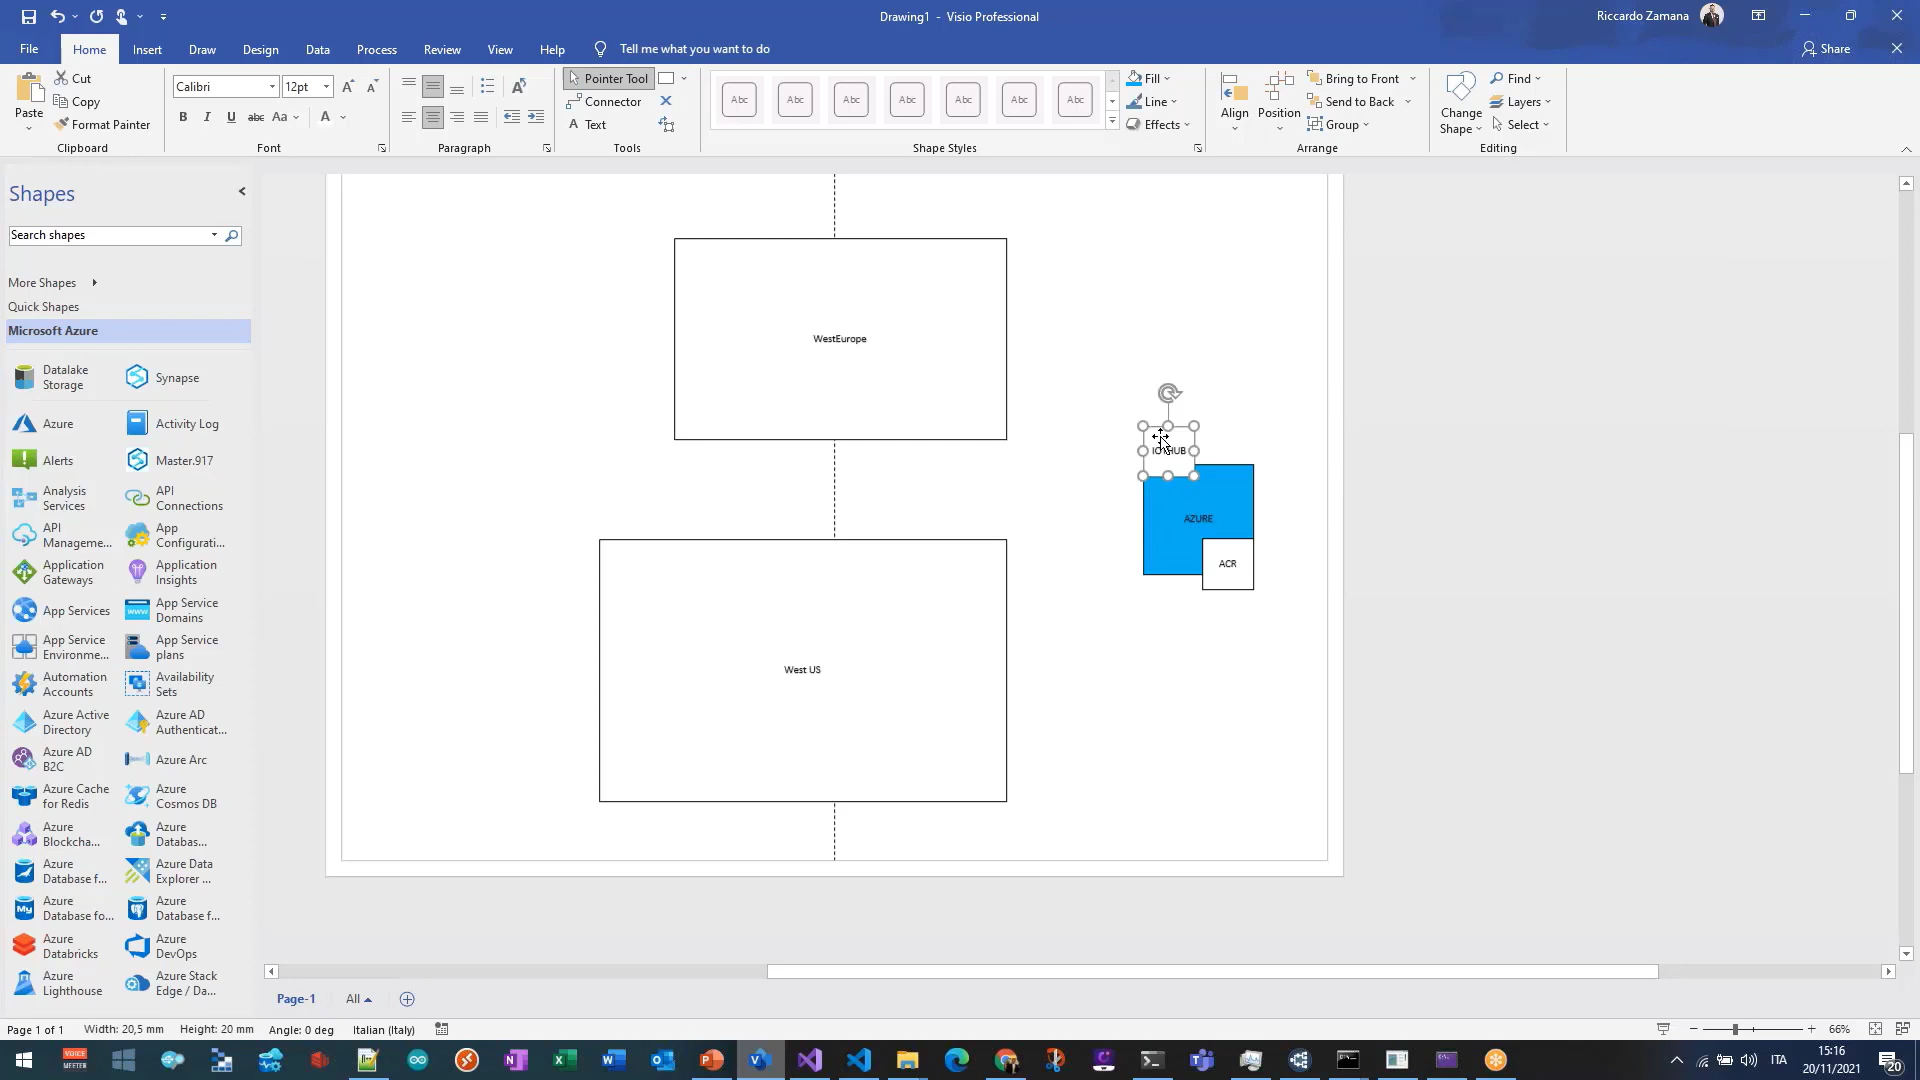 Drawing1 - Visio Professional
Riccardo Zamana
File
Home
Insert
Draw
Design
Data
Process
Review
View
Help
Tell me what you want to do
Share
Paste
Cut
Copy
Format Painter
Clipboard
Calibri
12pt
B
I
U
abc
Aa
A
Font
Paragraph
Pointer Tool
Connector
A Text
Tools
Abc
Abc
Abc
Abc
Abc
Abc
Abc
Shape Styles
Fill
Line
Effects
Align
Position
Bring to Front
Send to Back
Group
Arrange
Change Shape
Find
Layers
Select
Editing
Shapes
Search shapes
More Shapes
Quick Shapes
Microsoft Azure
Datalake Storage
Synapse
Azure
Activity Log
Alerts
Master.917
Analysis Services
API Connections
API Manageme...
App Configurati...
Application Gateways
Application Insights
App Services
App Service Domains
App Service Environme...
App Service plans
Automation Accounts
Availability Sets
Azure Active Directory
Azure AD Authenticat...
Azure AD B2C
Azure Arc
Azure Cache for Redis
Azure Cosmos DB
Azure Blockcha...
Azure Databas...
Azure Database f...
Azure Data Explorer ...
Azure Database fo...
Azure Database f...
Azure Databricks
Azure DevOps
Azure Lighthouse
Azure Stack Edge / Da...
WestEurope
West US
AZURE
ACR
Page-1
All
Page 1 of 1
Width: 20,5 mm
Height: 20 mm
Angle: 0 deg
Italian (Italy)
66%
VOICE MEETER
ITA
15:16
20/11/2021
20